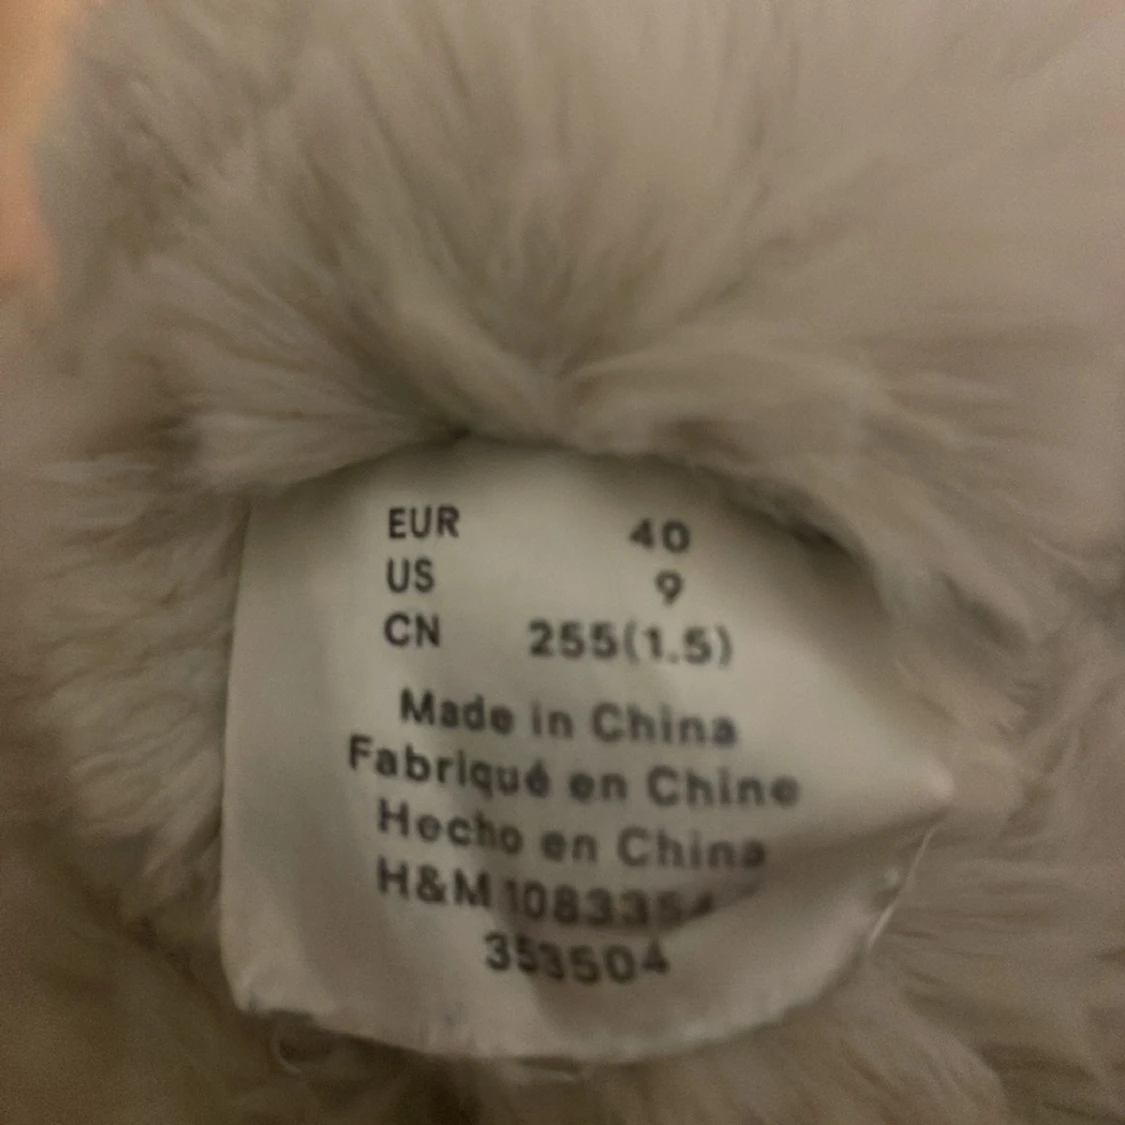 EUR 40
US 9
CN 255(1.5)
Made in China
Fabriqué en Chine
Hecho en China
H&M 1083354
353504